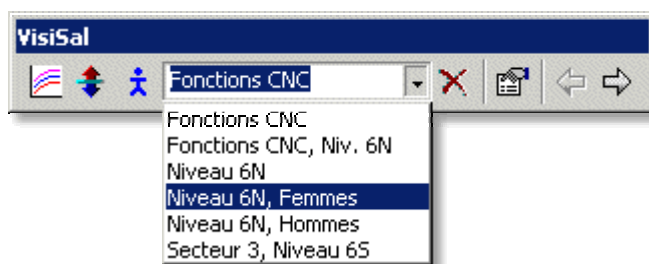 VisiSal
Fonctions CNC
Fonctions CNC
Fonctions CNC, Niv. 6N
Niveau 6N
Niveau 6N, Femmes
Niveau 6N, Hommes
Secteur 3, Niveau 6S